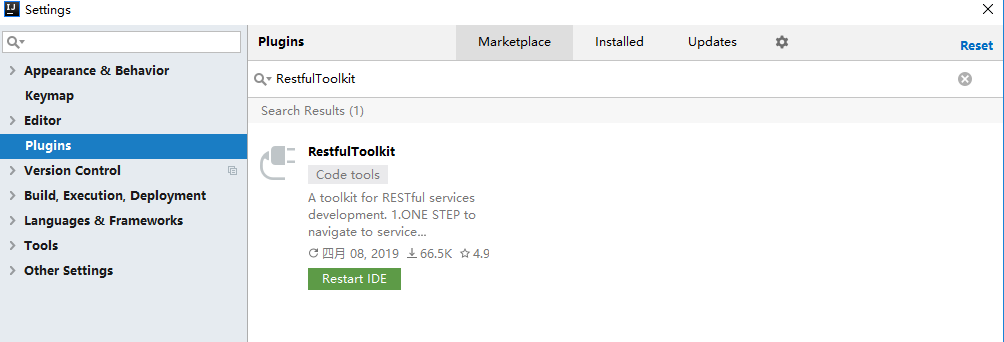 Settings
Plugins
Marketplace
Installed
Updates
Reset
Appearance & Behavior
Keymap
Editor
Plugins
Version Control
Build, Execution, Deployment
Languages & Frameworks
Tools
Other Settings
RestfulToolkit
Search Results (1)
RestfulToolkit
Code tools
A toolkit for RESTful services
development. 1.ONE STEP to
navigate to service...
四月 08, 2019 66.5K 4.9
Restart IDE